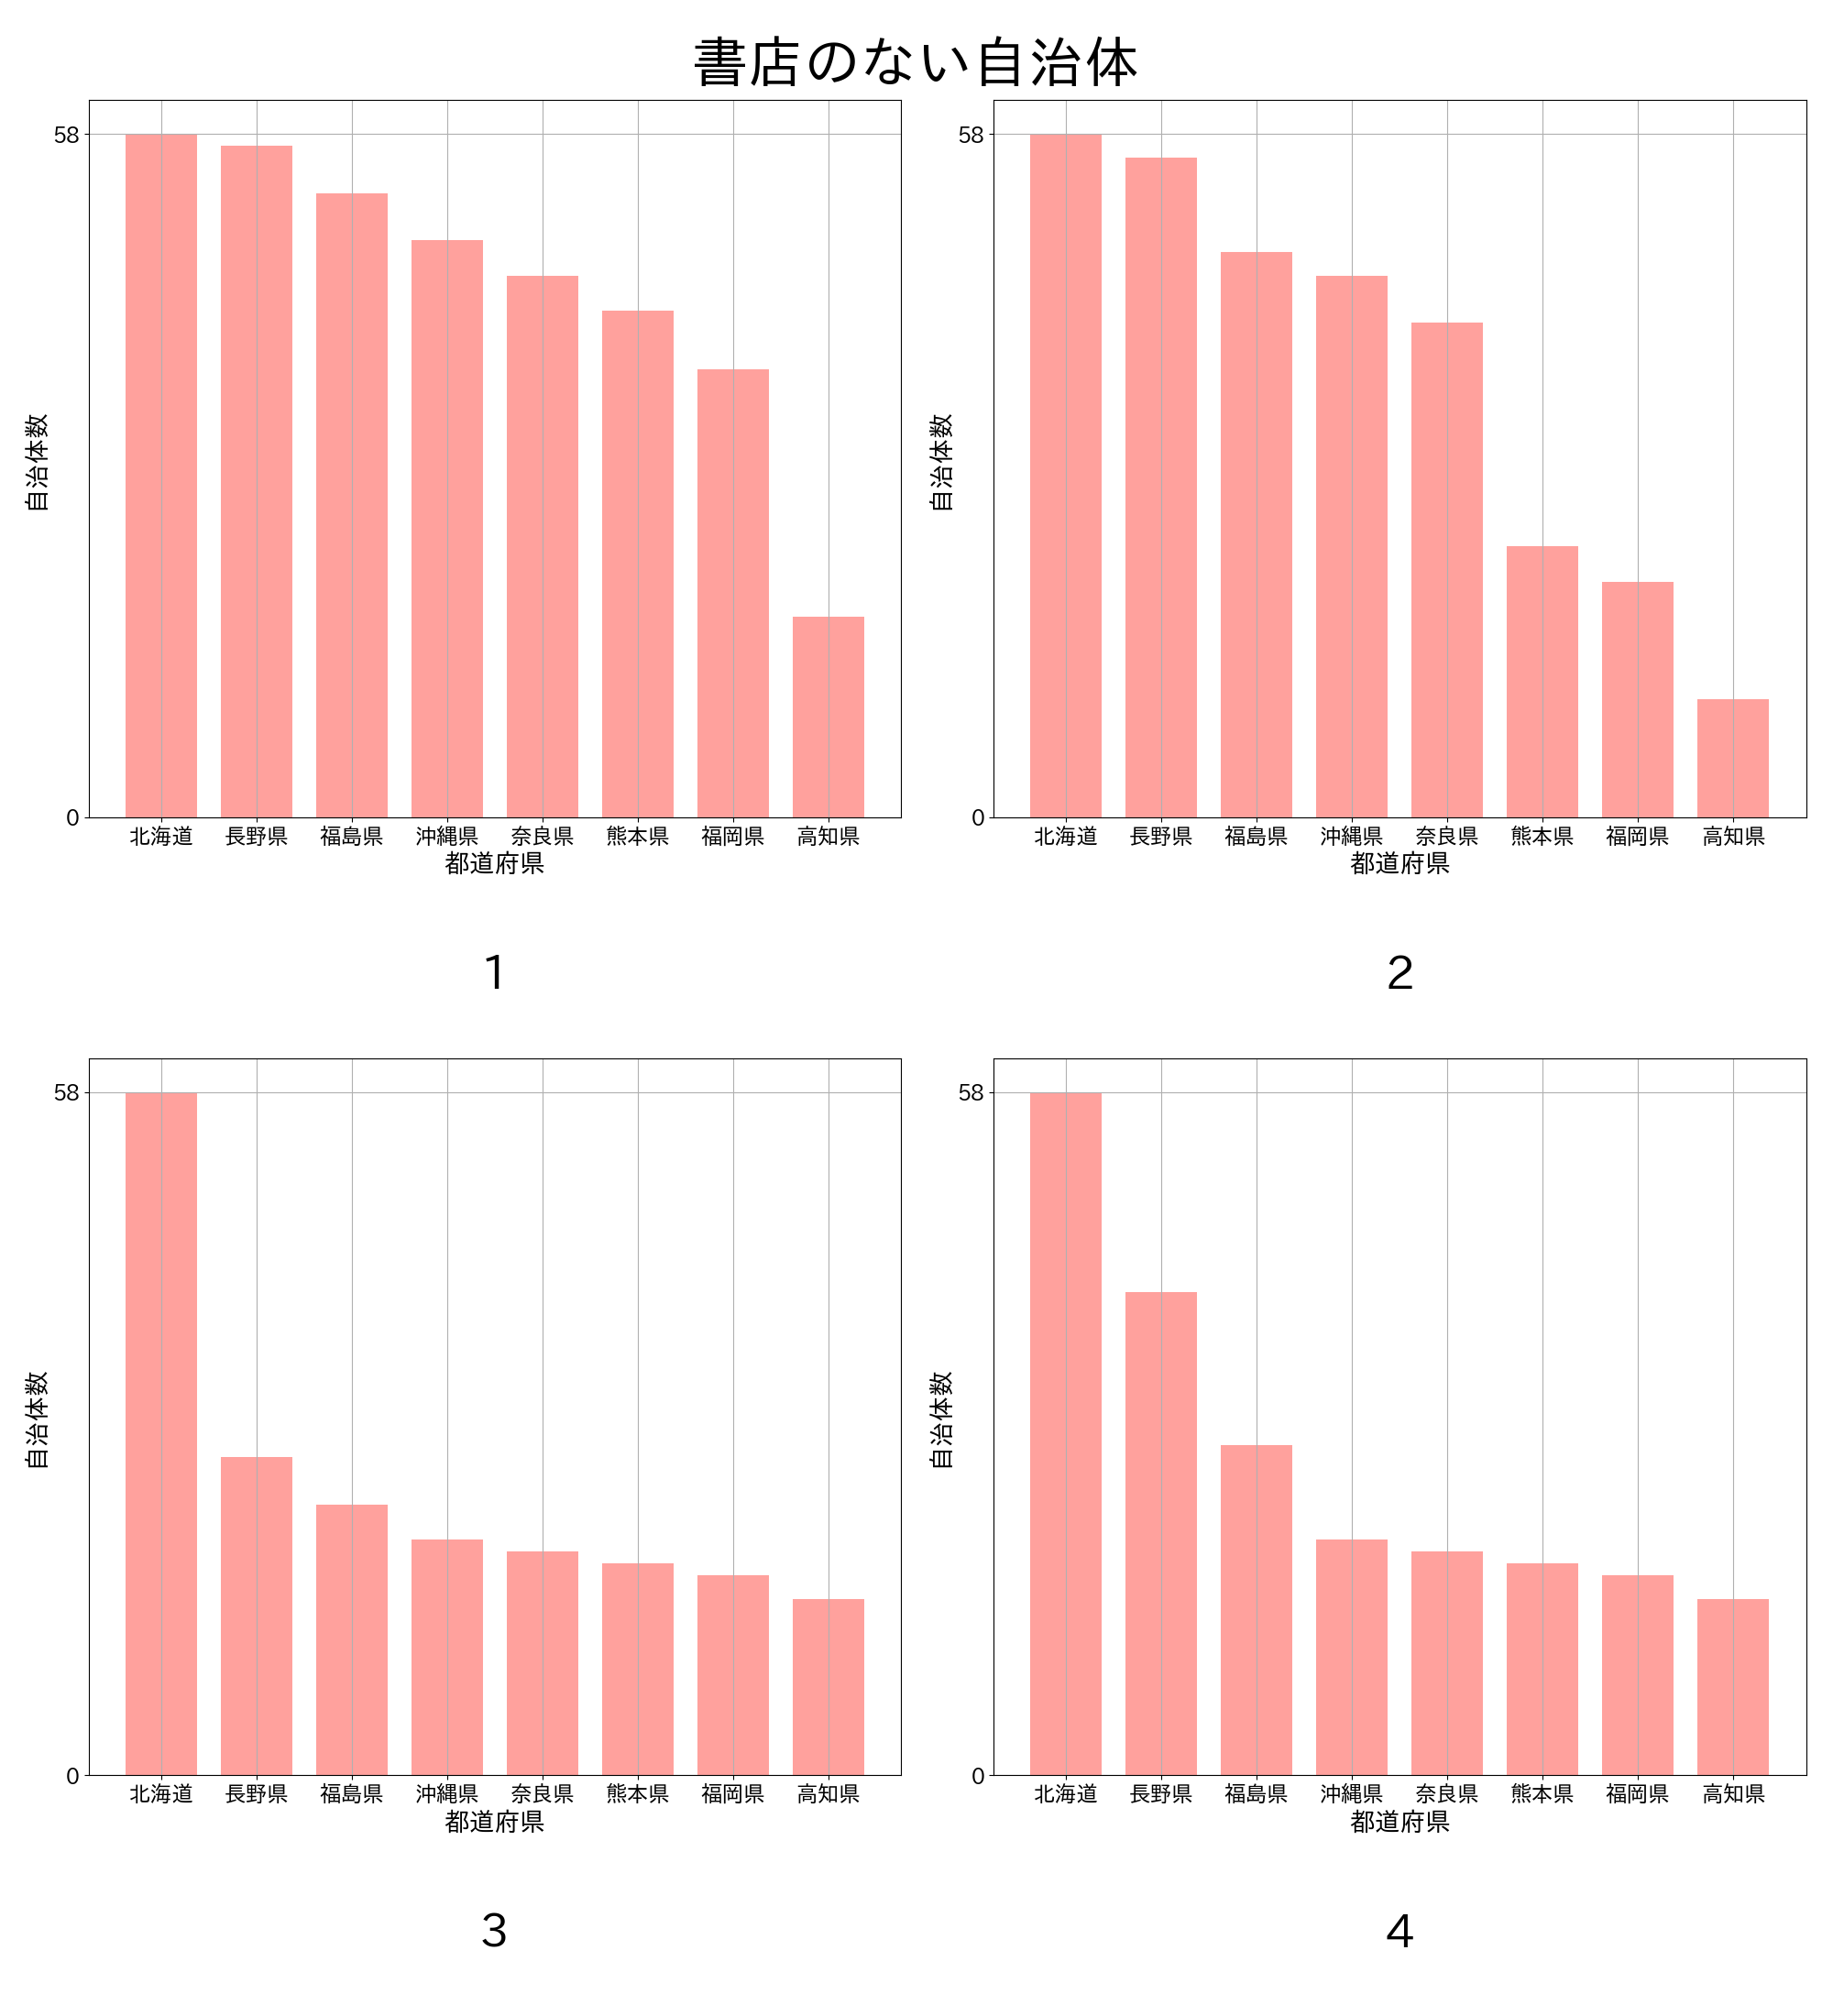 書店のない自治体
58
0
自治体数
北海道 長野県 福島県 沖縄県 奈良県 熊本県 福岡県 高知県
都道府県
1
58
0
自治体数
北海道 長野県 福島県 沖縄県 奈良県 熊本県 福岡県 高知県
都道府県
2
58
0
自治体数
北海道 長野県 福島県 沖縄県 奈良県 熊本県 福岡県 高知県
都道府県
3
58
0
自治体数
北海道 長野県 福島県 沖縄県 奈良県 熊本県 福岡県 高知県
都道府県
4